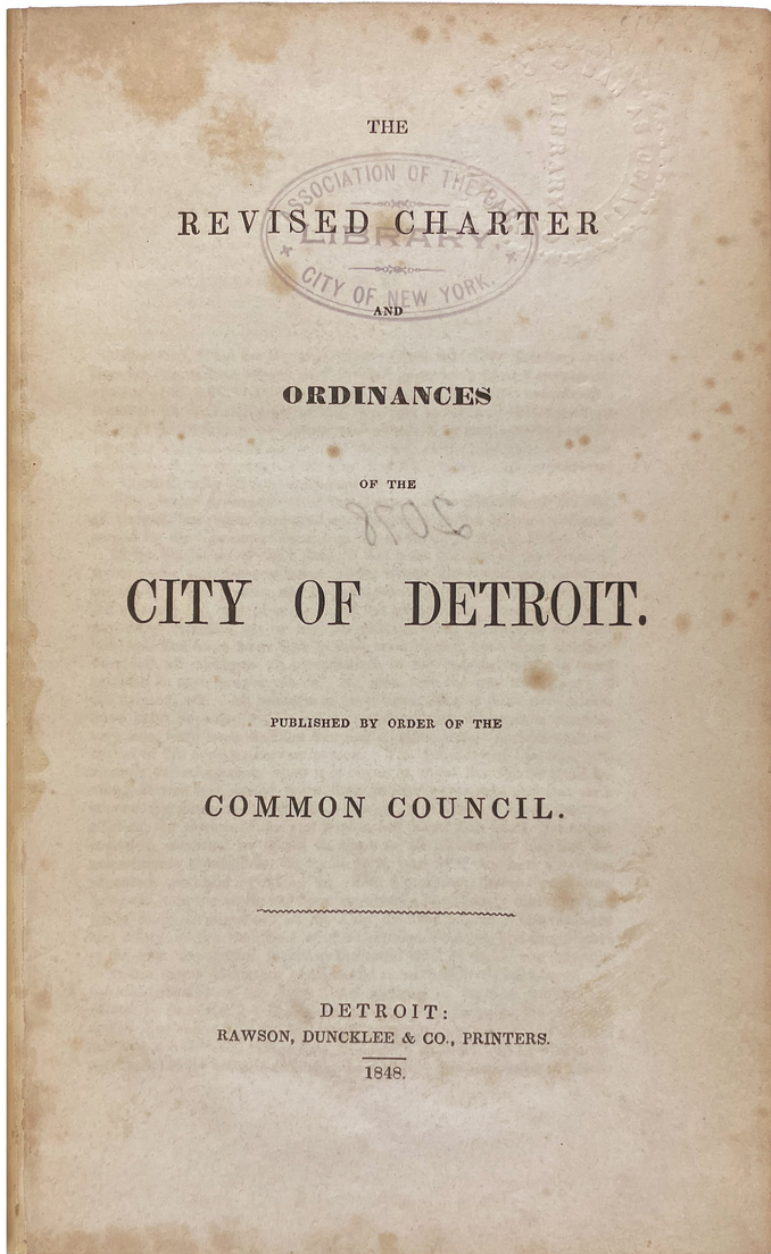 THE
ASSOCIATION OF THE BAR
REVISED CHARTER
LIBRARY.
CITY OF NEW YORK.
AND
ORDINANCES
OF THE
2078
CITY OF DETROIT.
PUBLISHED BY ORDER OF THE
COMMON COUNCIL.
DETROIT:
RAWSON, DUNCKLEE & CO., PRINTERS.
1848.